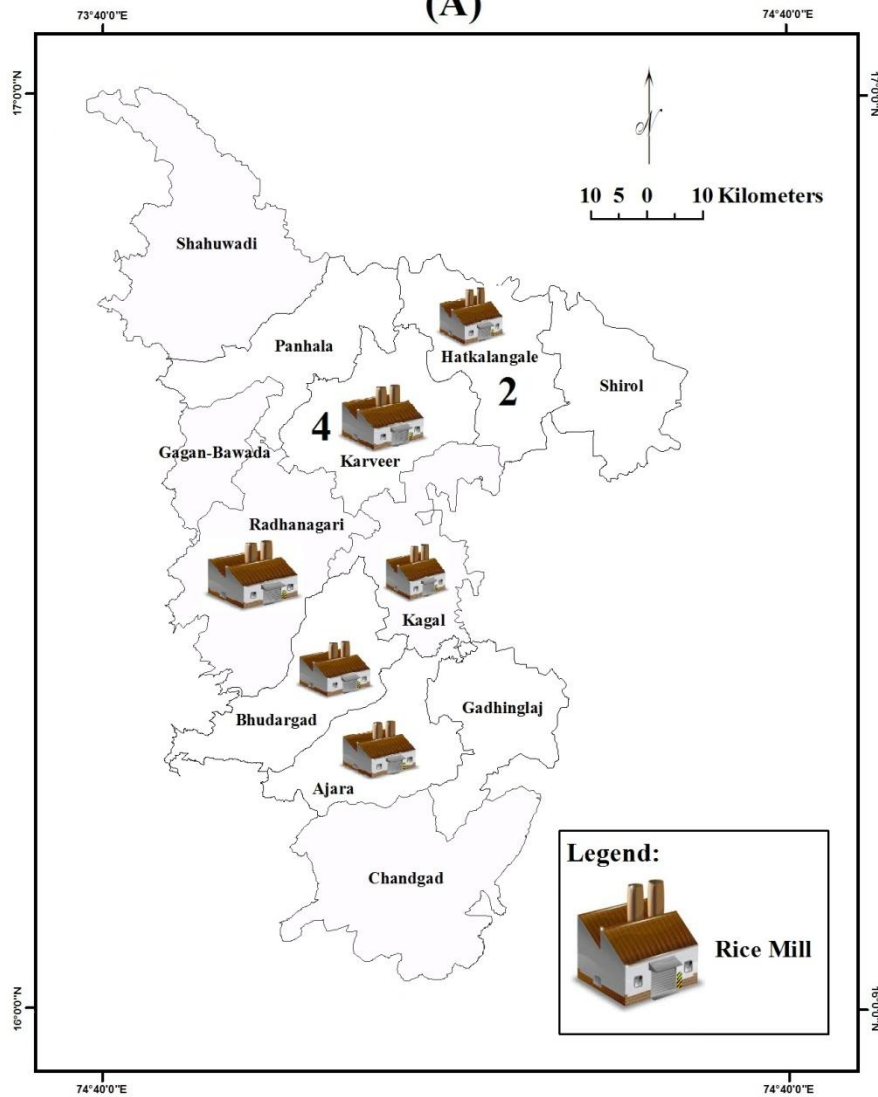 (A)
73°40'0"E
74°40'0"E
17°0'0"N
17°0'0"N
N
10 5 0 10 Kilometers
Shahuwadi
Panhala
Hatkalangale
2
Shirol
4
Karveer
Gagan-Bawada
Radhanagari
Kagal
Bhudargad
Gadhinglaj
Ajara
Chandgad
Legend:
Rice Mill
16°0'0"N
16°0'0"N
74°40'0"E
74°40'0"E